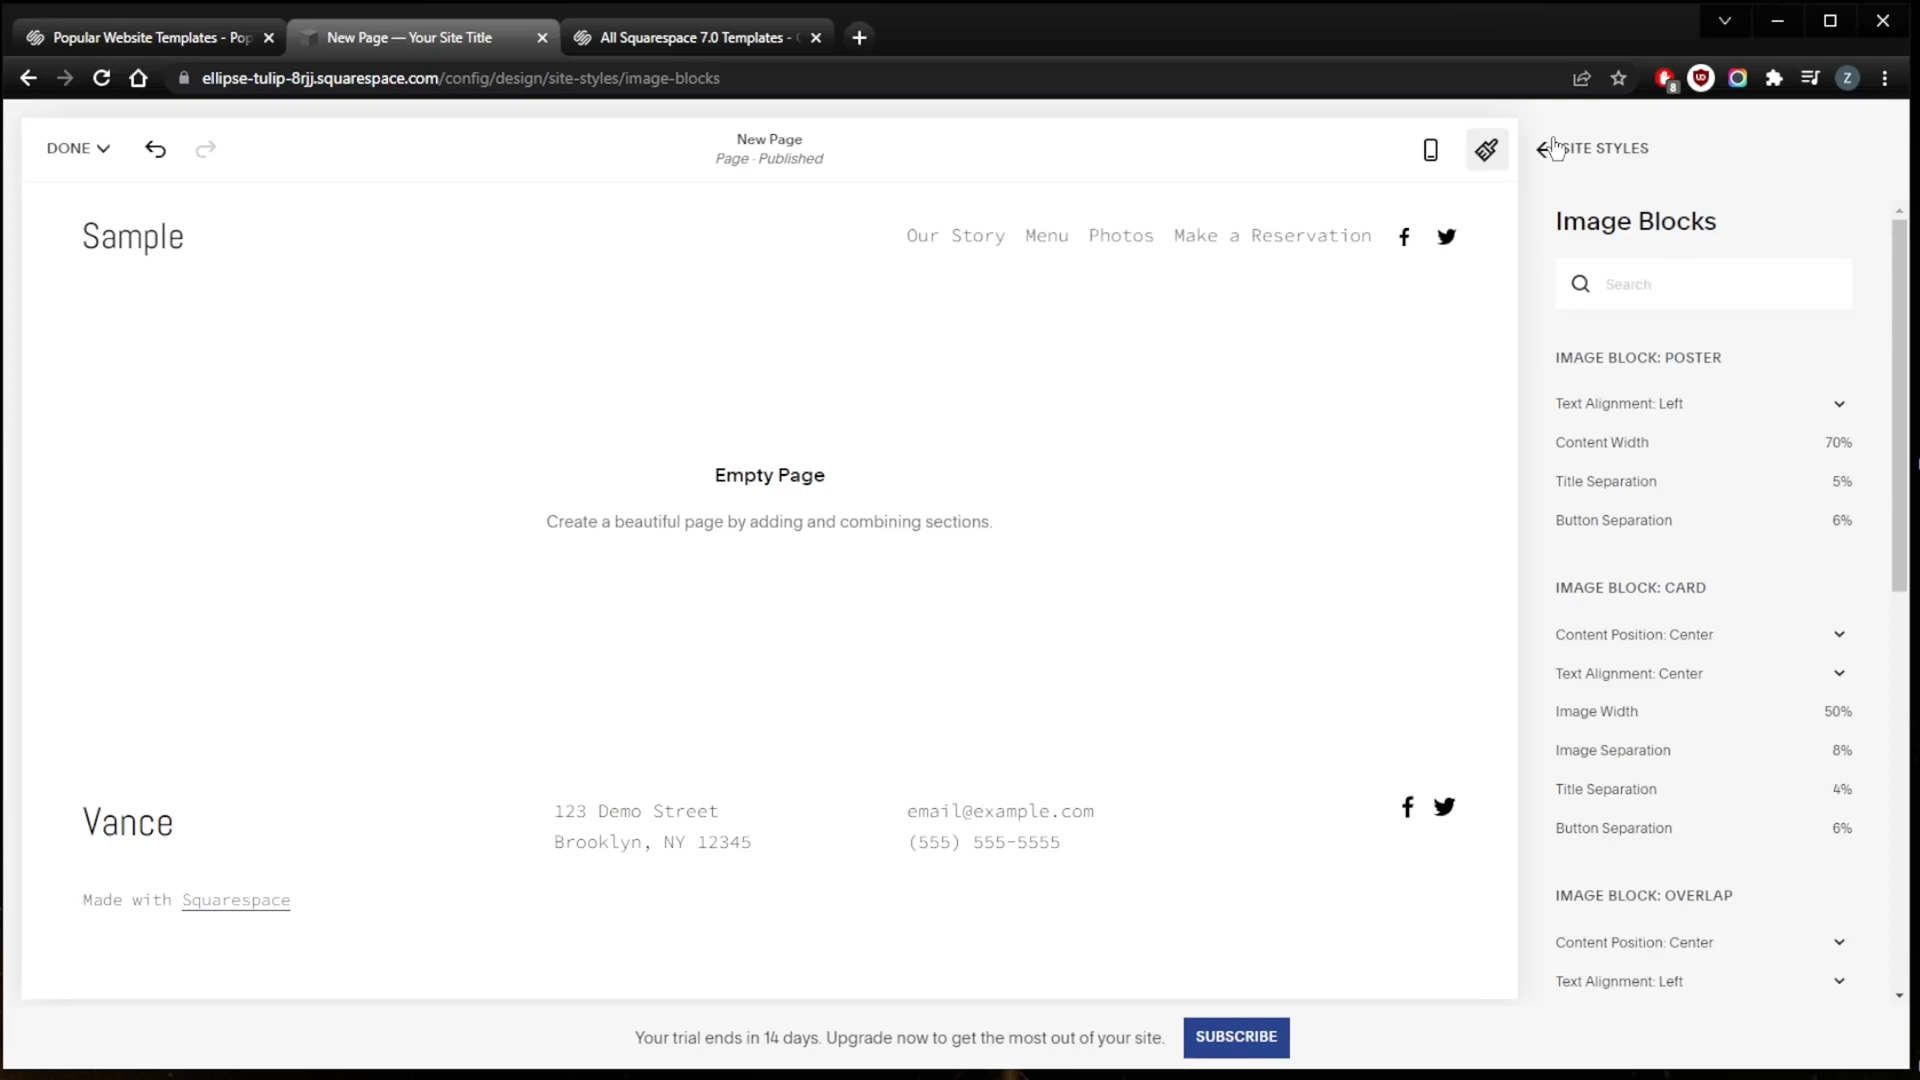 Popular Website Templates - Pop
New Page — Your Site Title
All Squarespace 7.0 Templates -
ellipse-tulip-8rjj.squarespace.com/config/design/site-styles/image-blocks
8
Z
DONE
New Page
Page · Published
SITE STYLES
Sample
Our Story Menu Photos Make a Reservation
Empty Page
Create a beautiful page by adding and combining sections.
Vance
123 Demo Street
Brooklyn, NY 12345
email@example.com
(555) 555-5555
Made with Squarespace
Image Blocks
Search
IMAGE BLOCK: POSTER
Text Alignment: Left
Content Width 70%
Title Separation 5%
Button Separation 6%
IMAGE BLOCK: CARD
Content Position: Center
Text Alignment: Center
Image Width 50%
Image Separation 8%
Title Separation 4%
Button Separation 6%
IMAGE BLOCK: OVERLAP
Content Position: Center
Text Alignment: Left
Your trial ends in 14 days. Upgrade now to get the most out of your site. SUBSCRIBE